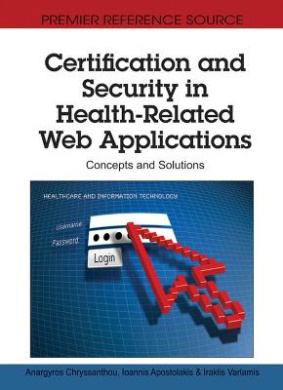 PREMIER REFERENCE SOURCE
Certification and
Security in
Health-Related
Web Applications
Concepts and Solutions
HEALTHCARE AND INFORMATION TECHNOLOGY
Username
Password
Login
Anargyros Chryssanthou, Ioannis Apostolakis & Iraklis Varlamis